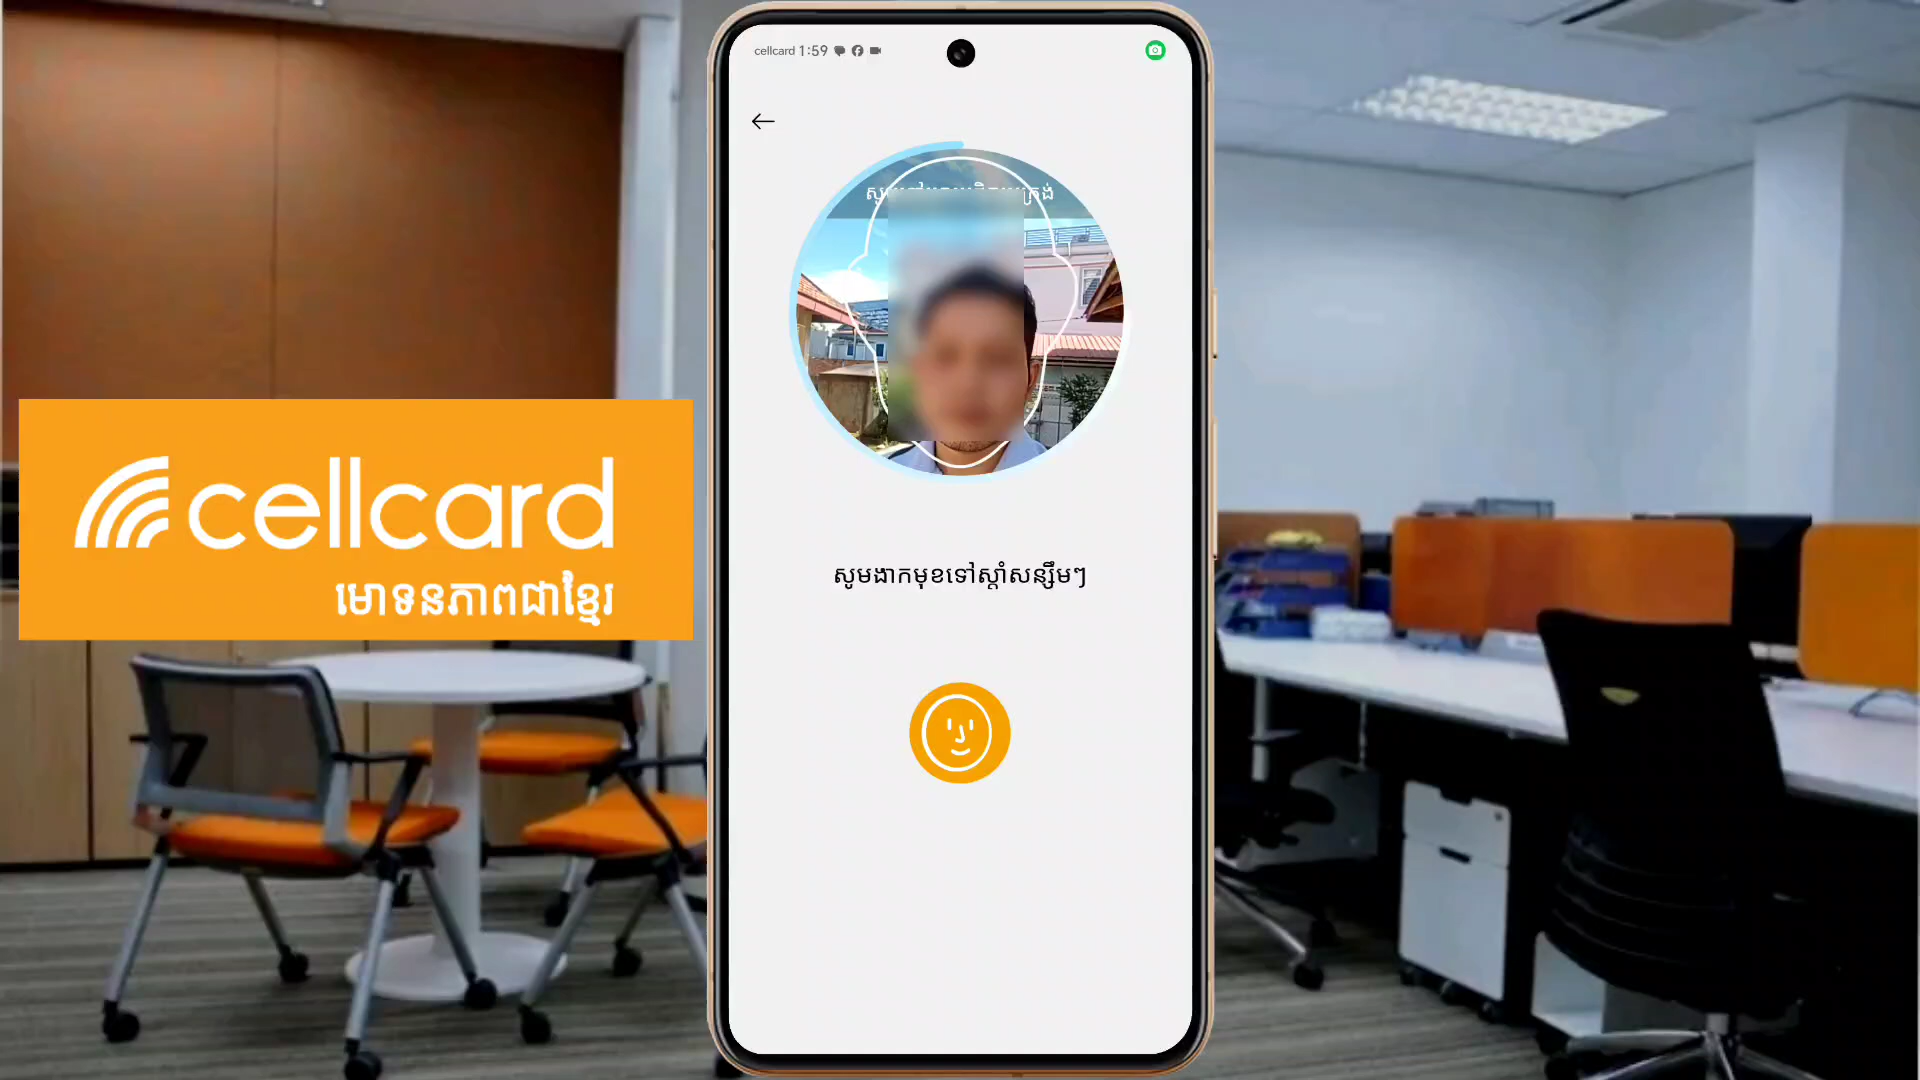 cellcard 1:59
សូមងាកមុខទៅស្ដាំសន្សឹមៗ
cellcard
មោទនភាពជាខ្មែរ